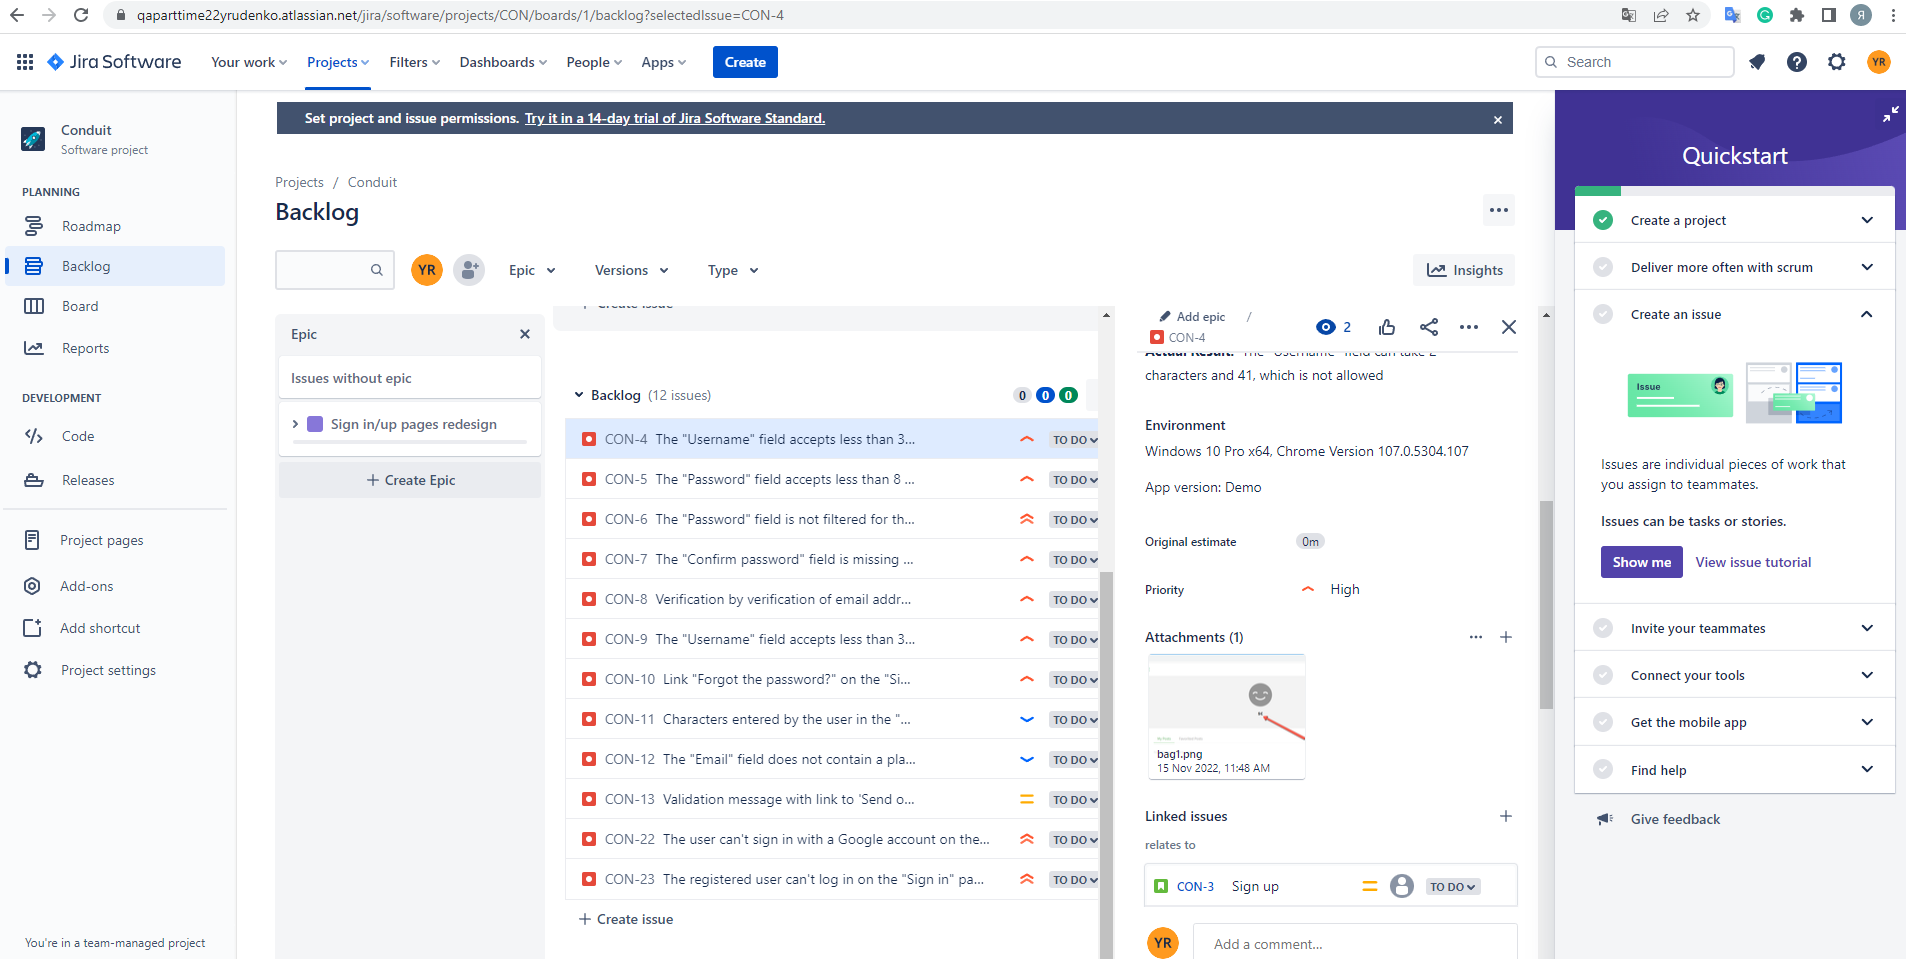 qaparttime22yrudenko.atlassian.net/jira/software/projects/CON/boards/1/backlog?selectedIssue=CON-4
Я
Jira Software
Your work
Projects
Filters
Dashboards
People
Apps
Create
Search
YR
Conduit
Software project
PLANNING
Roadmap
Backlog
Board
Reports
DEVELOPMENT
Code
Releases
Project pages
Add-ons
Add shortcut
Project settings
You're in a team-managed project
Set project and issue permissions. Try it in a 14-day trial of Jira Software Standard.
Projects / Conduit
Backlog
YR
Epic
Versions
Type
Insights
Epic
Issues without epic
Sign in/up pages redesign
+ Create Epic
+ Create issue
Backlog (12 issues) 0 0 0
CON-4 The "Username" field accepts less than 3... TO DO
CON-5 The "Password" field accepts less than 8 ... TO DO
CON-6 The "Password" field is not filtered for th... TO DO
CON-7 The "Confirm password" field is missing ... TO DO
CON-8 Verification by verification of email addr... TO DO
CON-9 The "Username" field accepts less than 3... TO DO
CON-10 Link "Forgot the password?" on the "Si... TO DO
CON-11 Characters entered by the user in the "... TO DO
CON-12 The "Email" field does not contain a pla... TO DO
CON-13 Validation message with link to 'Send o... TO DO
CON-22 The user can't sign in with a Google account on the... TO DO
CON-23 The registered user can't log in on the "Sign in" pa... TO DO
+ Create issue
Add epic /
CON-4
2
Actual Result: The "Username" field can take 2
characters and 41, which is not allowed
Environment
Windows 10 Pro x64, Chrome Version 107.0.5304.107
App version: Demo
Original estimate 0m
Priority High
Attachments (1)
bag1.png
15 Nov 2022, 11:48 AM
Linked issues
relates to
CON-3 Sign up TO DO
YR
Add a comment...
Quickstart
Create a project
Deliver more often with scrum
Create an issue
Issue
Issues are individual pieces of work that
you assign to teammates.
Issues can be tasks or stories.
Show me
View issue tutorial
Invite your teammates
Connect your tools
Get the mobile app
Find help
Give feedback